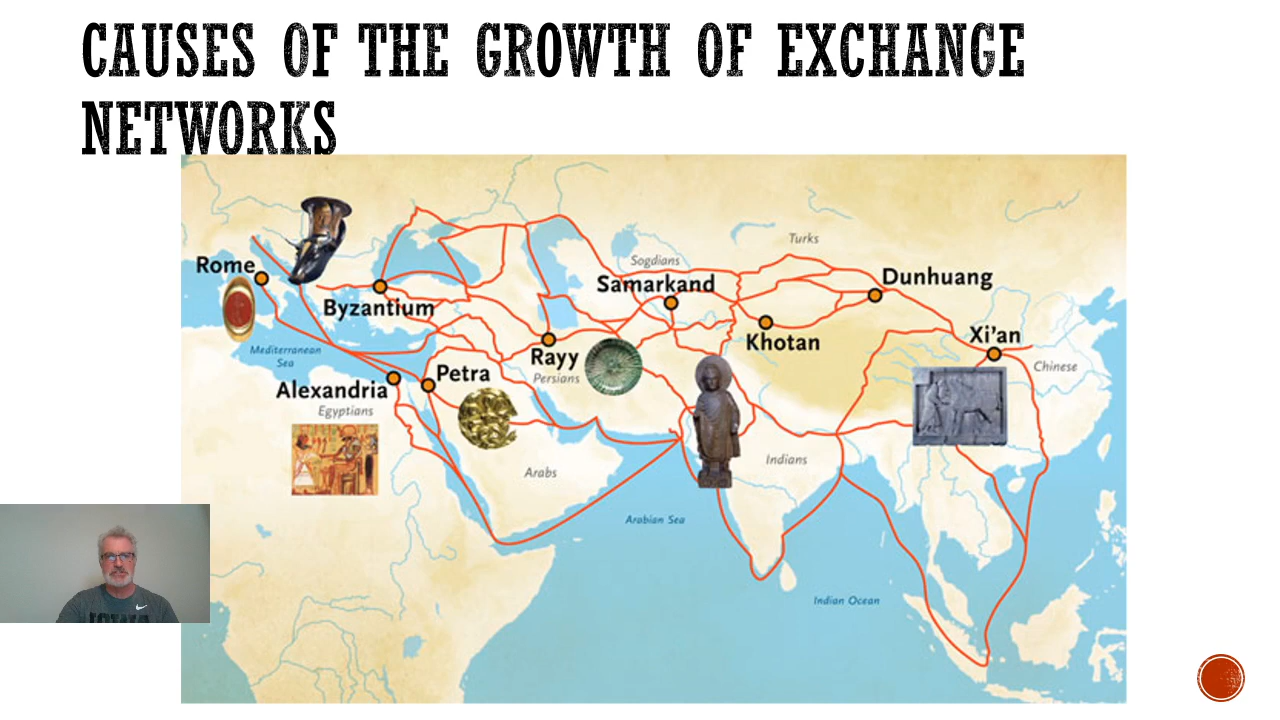 CAUSES OF THE GROWTH OF EXCHANGE
NETWORKS
Turks
Sogdians
Rome
Samarkand
Dunhuang
Byzantium
Khotan
Xi'an
Mediterranean
Sea
Rayy
Persians
Chinese
Petra
Alexandria
Egyptians
Indians
Arabs
Arabian Sea
Indian Ocean
IOWA